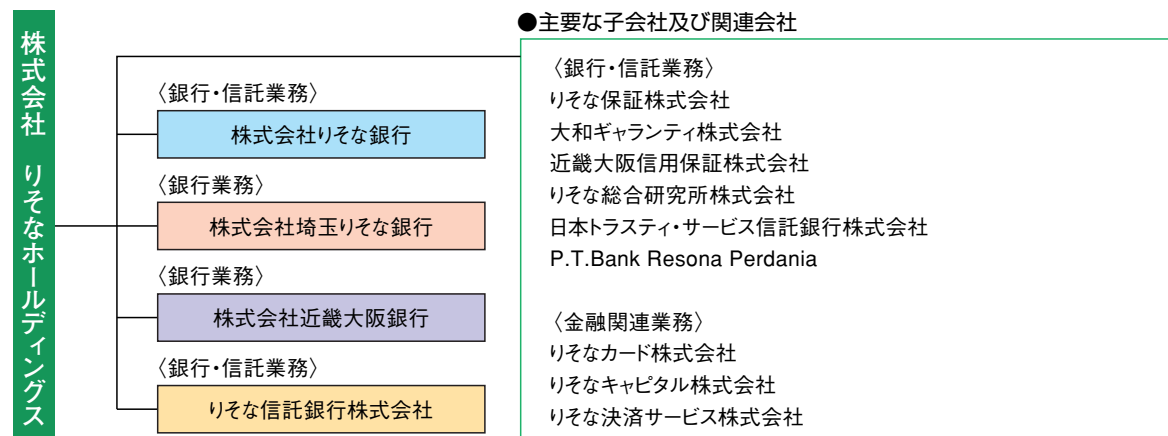 株式会社 りそなホールディングス
〈銀行・信託業務〉
株式会社りそな銀行
〈銀行業務〉
株式会社埼玉りそな銀行
〈銀行業務〉
株式会社近畿大阪銀行
〈銀行・信託業務〉
りそな信託銀行株式会社
●主要な子会社及び関連会社
〈銀行・信託業務〉
りそな保証株式会社
大和ギャランティ株式会社
近畿大阪信用保証株式会社
りそな総合研究所株式会社
日本トラスティ・サービス信託銀行株式会社
P.T.Bank Resona Perdania
〈金融関連業務〉
りそなカード株式会社
りそなキャピタル株式会社
りそな決済サービス株式会社